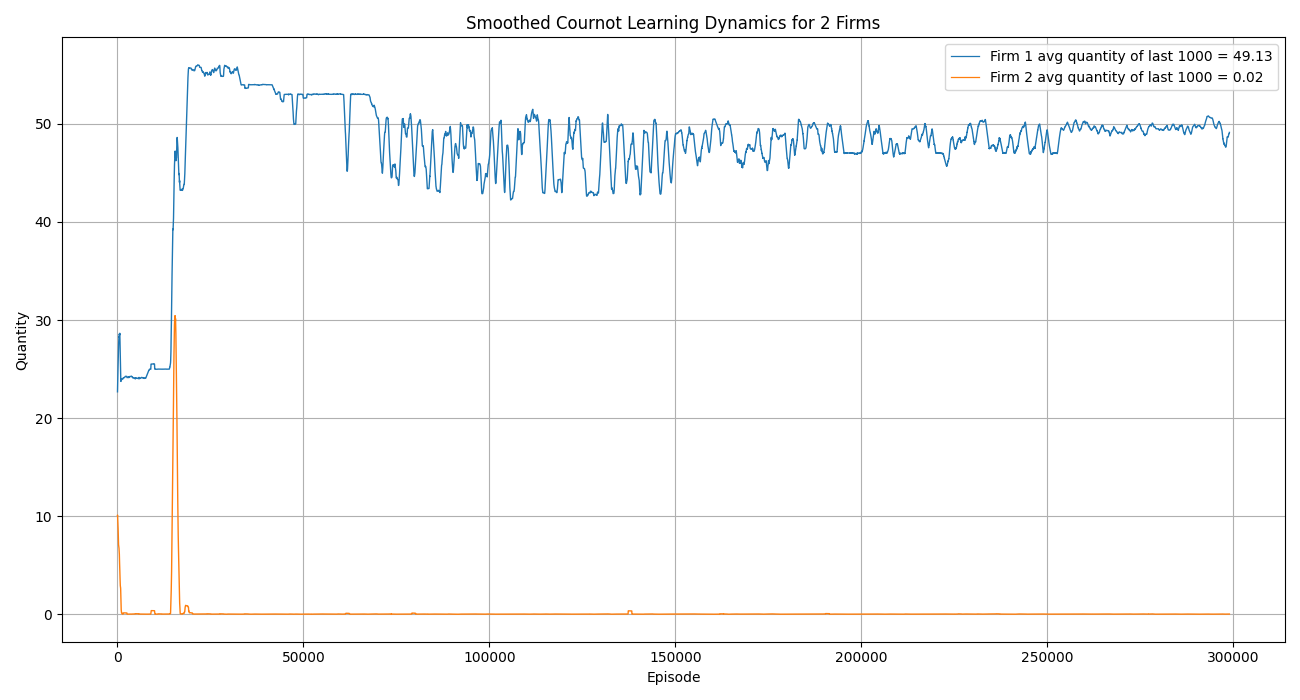 Smoothed Cournot Learning Dynamics for 2 Firms
Firm 1 avg quantity of last 1000 = 49.13
Firm 2 avg quantity of last 1000 = 0.02
Quantity
50
40
30
20
10
0
0 50000 100000 150000 200000 250000 300000
Episode